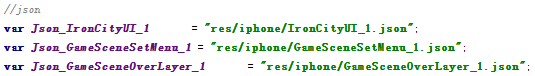 //json
var Json_IronCityUI_1 = "res/iphone/IronCityUI_1.json";
var Json_GameSceneSetMenu_1 = "res/iphone/GameSceneSetMenu_1.json";
var Json_GameSceneOverLayer_1 = "res/iphone/GameSceneOverLayer_1.json";